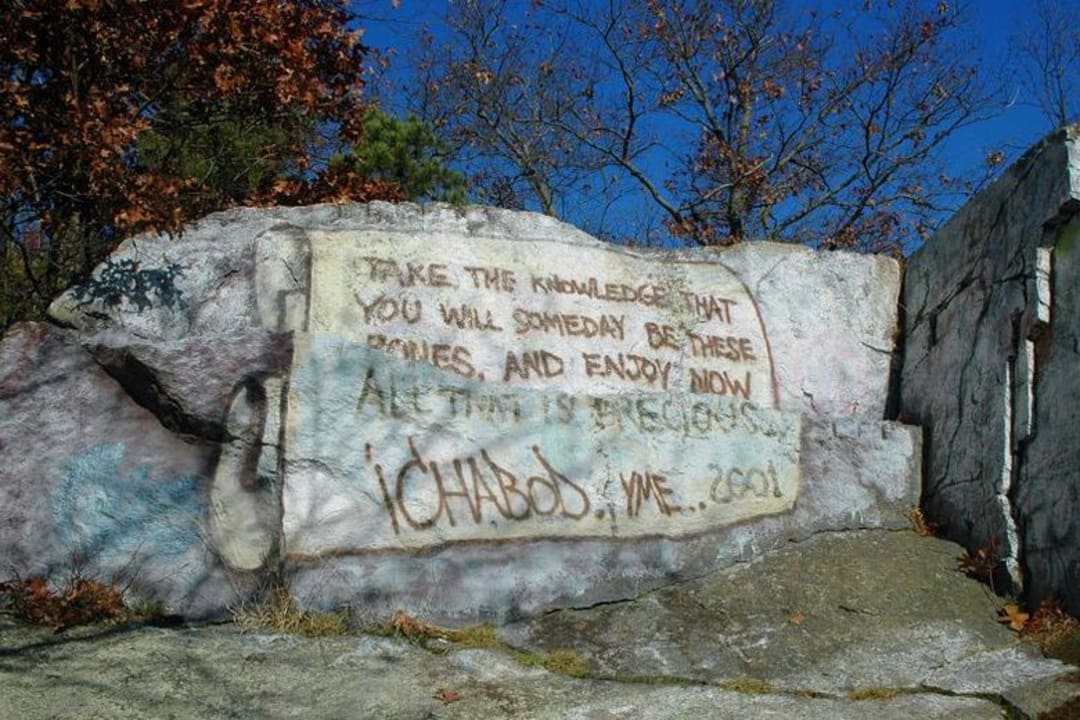 TAKE THE KNOWLEDGE THAT
YOU WILL SOMEDAY BE THESE
BONES, AND ENJOY NOW
ALL THAT IS PRECIOUS...
iCHABOD. YME.. 2001